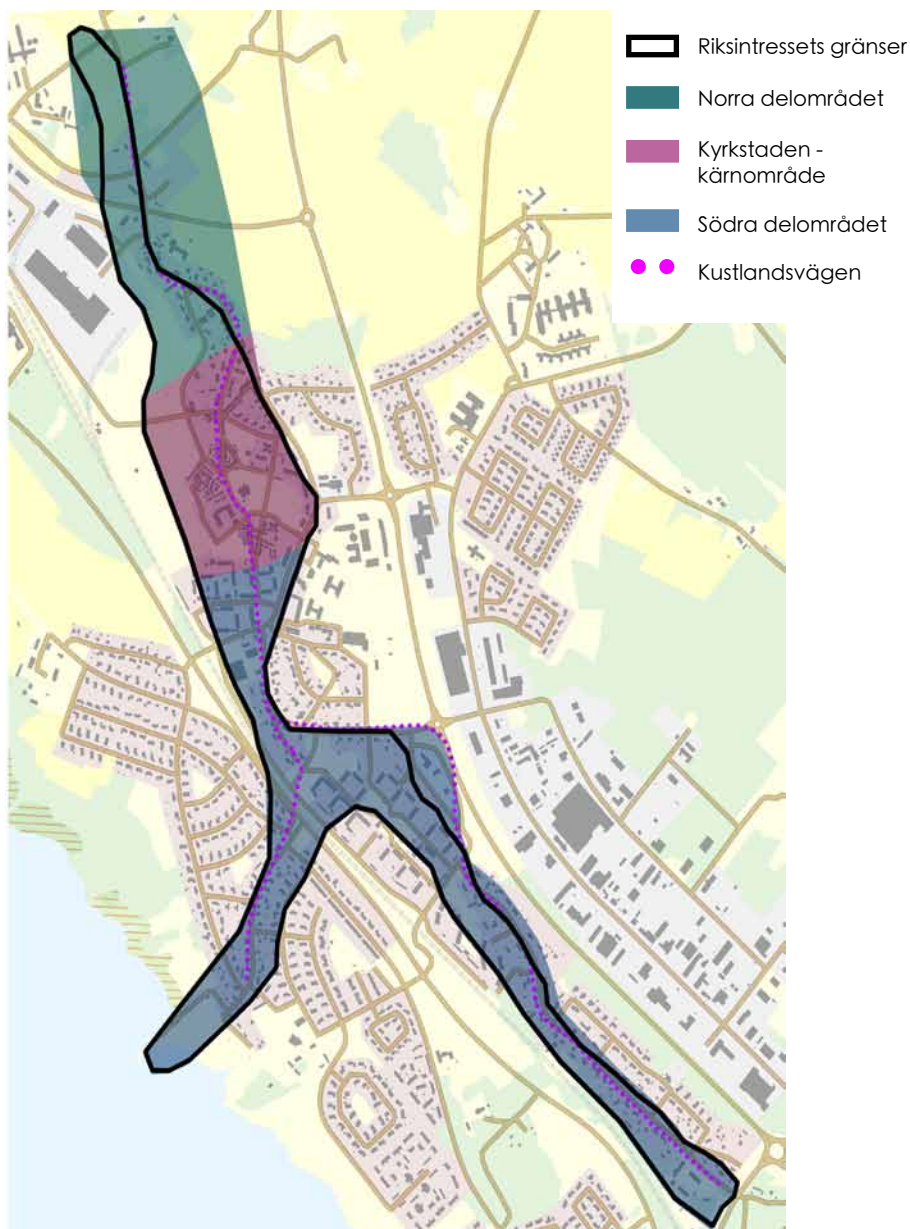 Riksintressets gränser
Norra delområdet
Kyrkstaden -
kärnområde
Södra delområdet
Kustlandsvägen